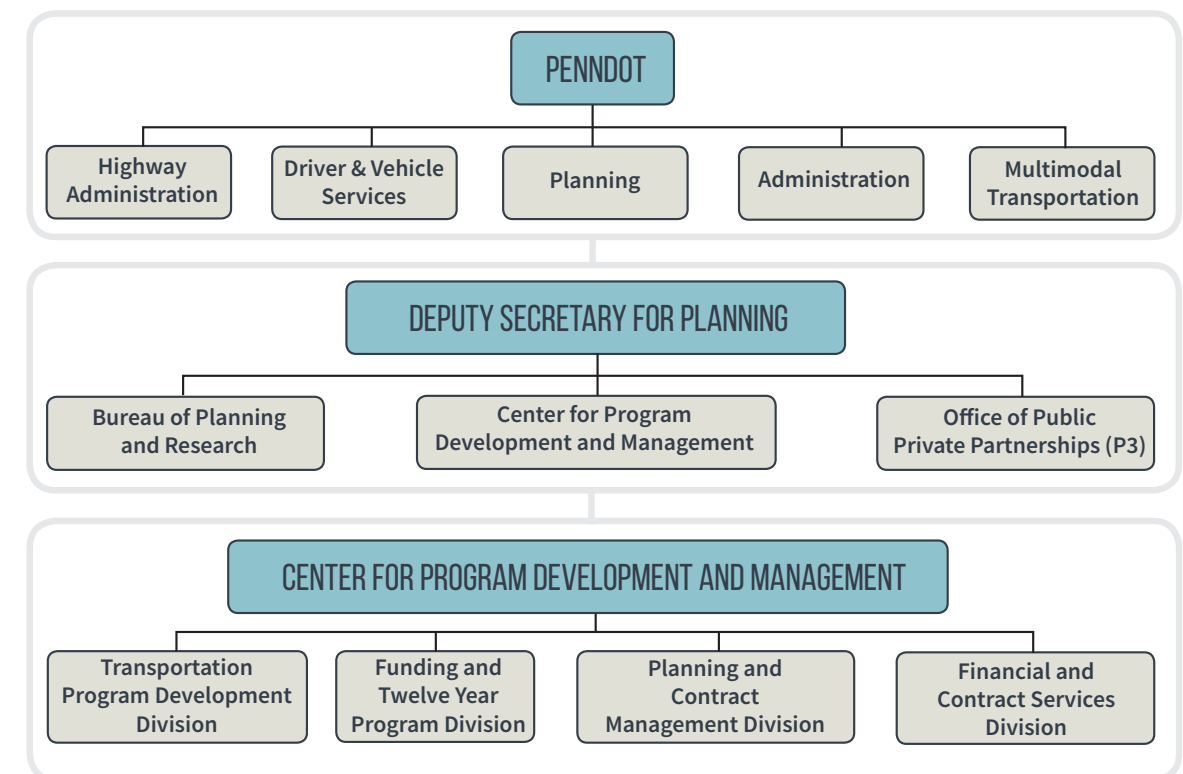 PENNDOT
Highway
Administration
Driver & Vehicle
Services
Planning
Administration
Multimodal
Transportation
DEPUTY SECRETARY FOR PLANNING
Bureau of Planning
and Research
Center for Program
Development and Management
Office of Public
Private Partnerships (P3)
CENTER FOR PROGRAM DEVELOPMENT AND MANAGEMENT
Transportation
Program Development
Division
Funding and
Twelve Year
Program Division
Planning and
Contract
Management Division
Financial and
Contract Services
Division